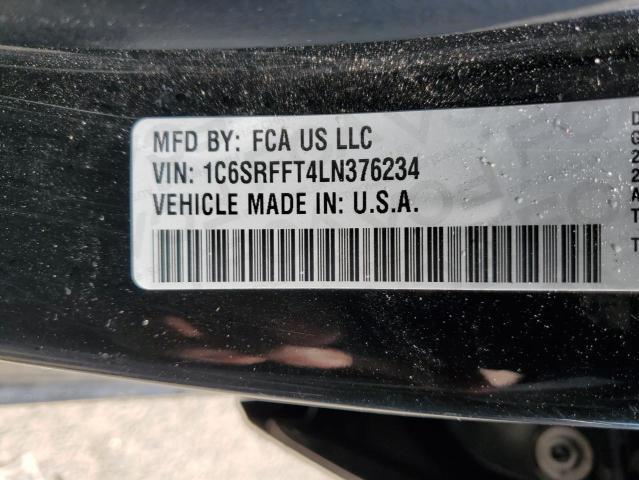 MFD BY: FCA US LLC
VIN: 1C6SRFFT4LN376234
VEHICLE MADE IN: U.S.A.